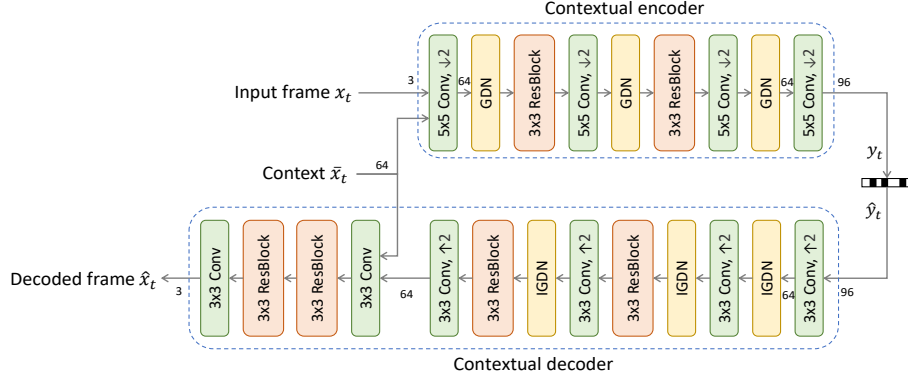 Contextual encoder
Input frame x_t
3
5x5 Conv, ↓2
64
GDN
3x3 ResBlock
5x5 Conv, ↓2
GDN
3x3 ResBlock
5x5 Conv, ↓2
GDN
64
5x5 Conv, ↓2
96
Context x̄_t
64
y_t
ŷ_t
Decoded frame x̂_t
3
3x3 Conv
3x3 ResBlock
3x3 ResBlock
3x3 Conv
64
3x3 Conv, ↑2
3x3 ResBlock
IGDN
3x3 Conv, ↑2
3x3 ResBlock
IGDN
3x3 Conv, ↑2
IGDN
64
3x3 Conv, ↑2
96
Contextual decoder